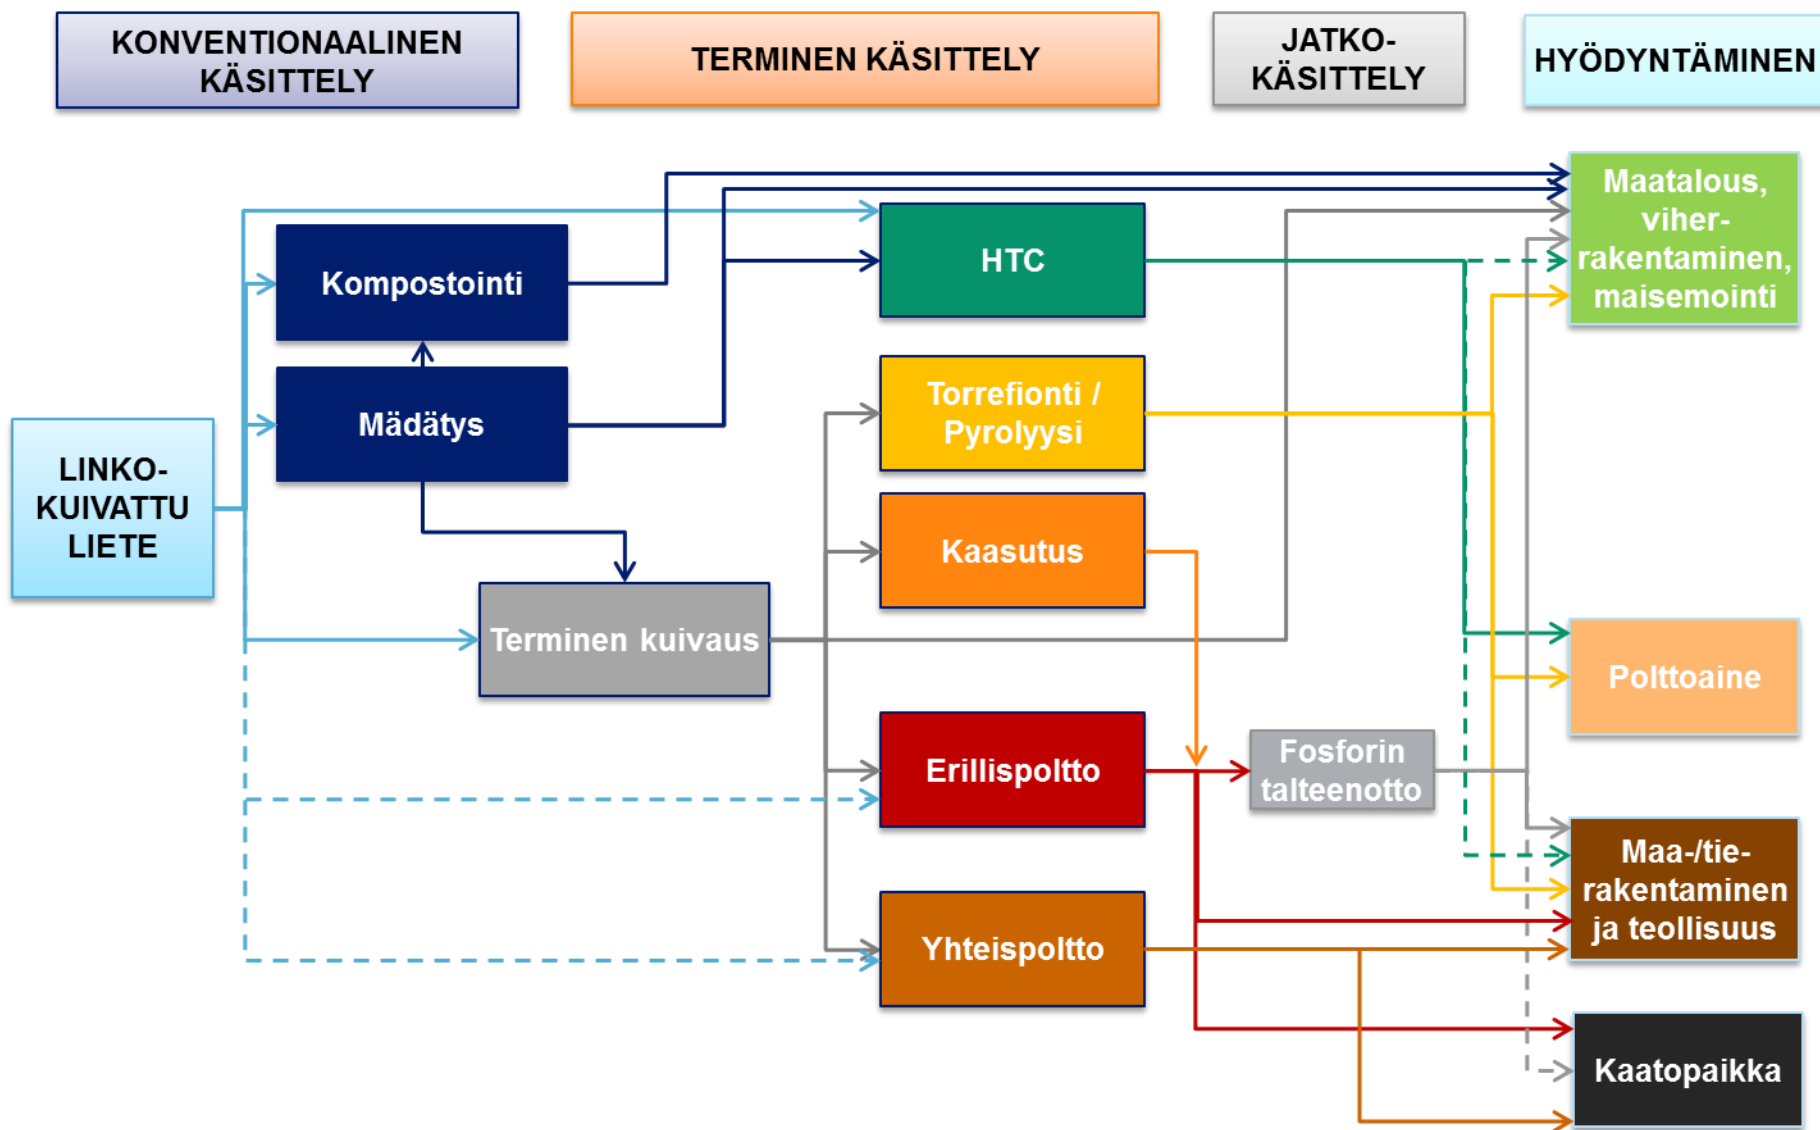 KONVENTIONAALINEN
KÄSITTELY
TERMINEN KÄSITTELY
JATKO-
KÄSITTELY
HYÖDYNTÄMINEN
LINKO-
KUIVATTU
LIETE
Kompostointi
Mädätys
Terminen kuivaus
HTC
Torrefionti /
Pyrolyysi
Kaasutus
Erillispoltto
Yhteispoltto
Fosforin
talteenotto
Maatalous,
viher-
rakentaminen,
maisemointi
Polttoaine
Maa-/tie-
rakentaminen
ja teollisuus
Kaatopaikka